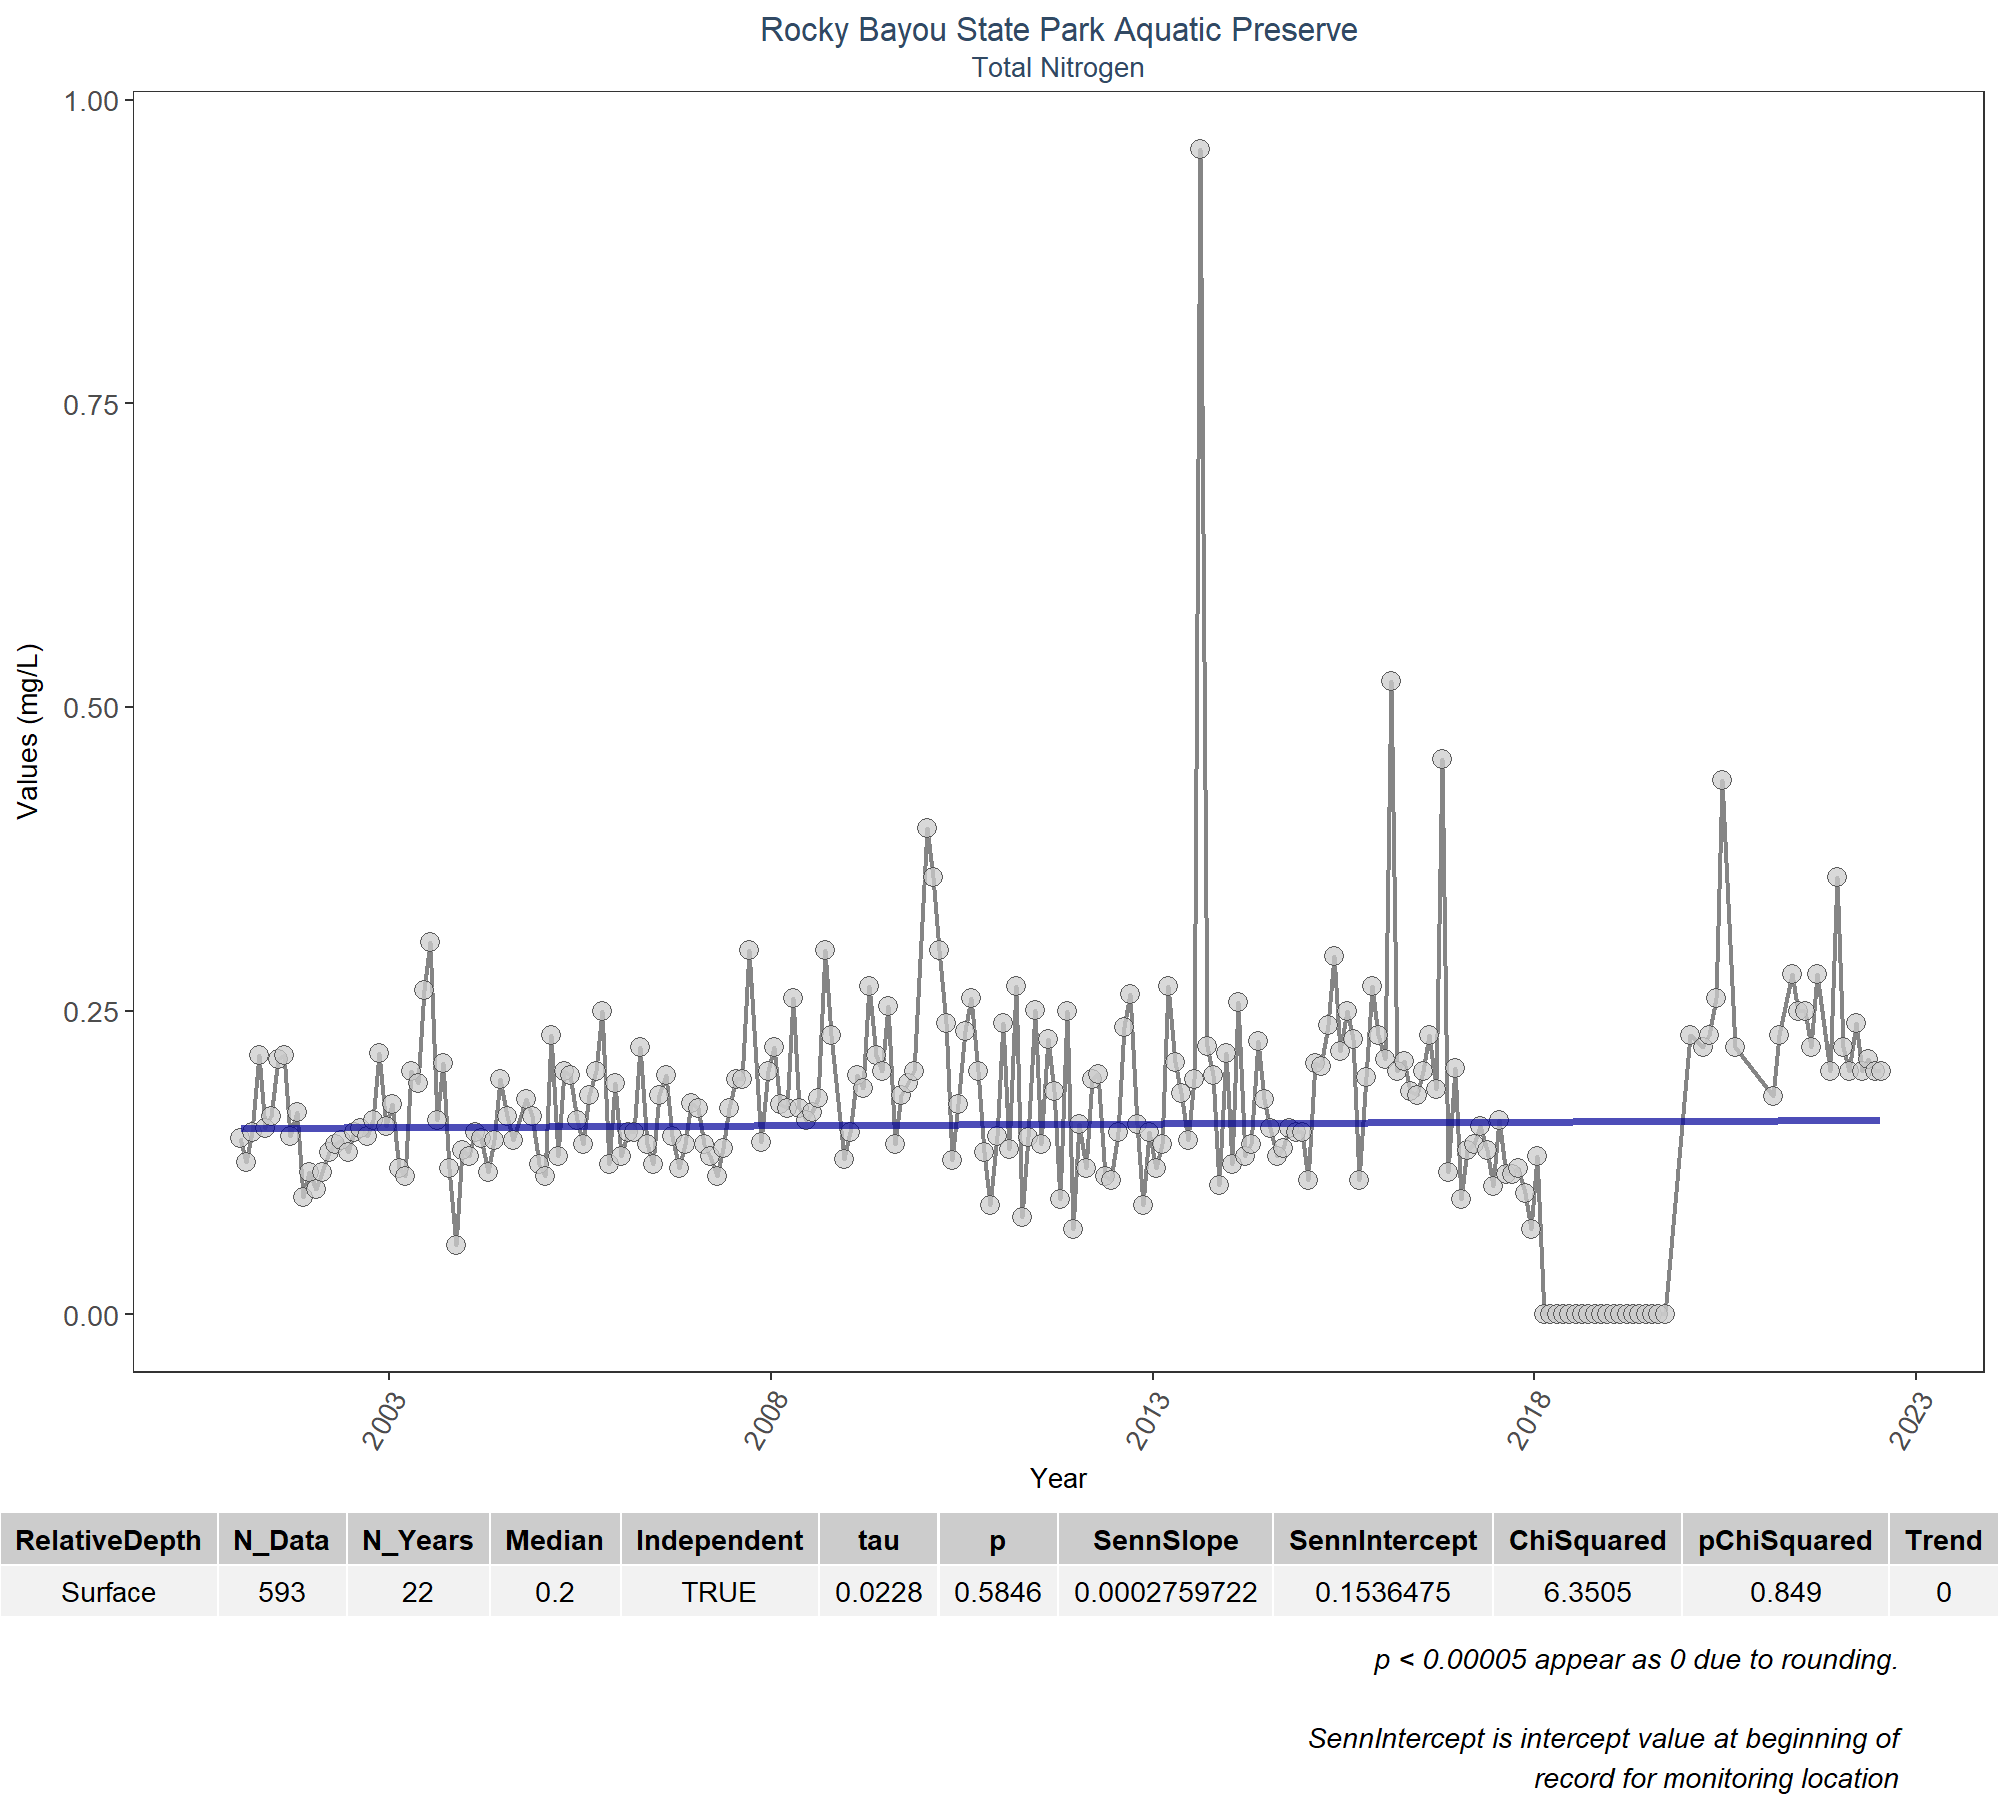 Rocky Bayou State Park Aquatic Preserve
Total Nitrogen
1.00
0.75
0.50
0.25
0.00
Values (mg/L)
2003
2008
2013
2018
2023
Year
RelativeDepth N_Data N_Years Median Independent tau p SennSlope SennIntercept ChiSquared pChiSquared Trend
Surface 593 22 0.2 TRUE 0.0228 0.5846 0.0002759722 0.1536475 6.3505 0.849 0
p < 0.00005 appear as 0 due to rounding.
SennIntercept is intercept value at beginning of
record for monitoring location